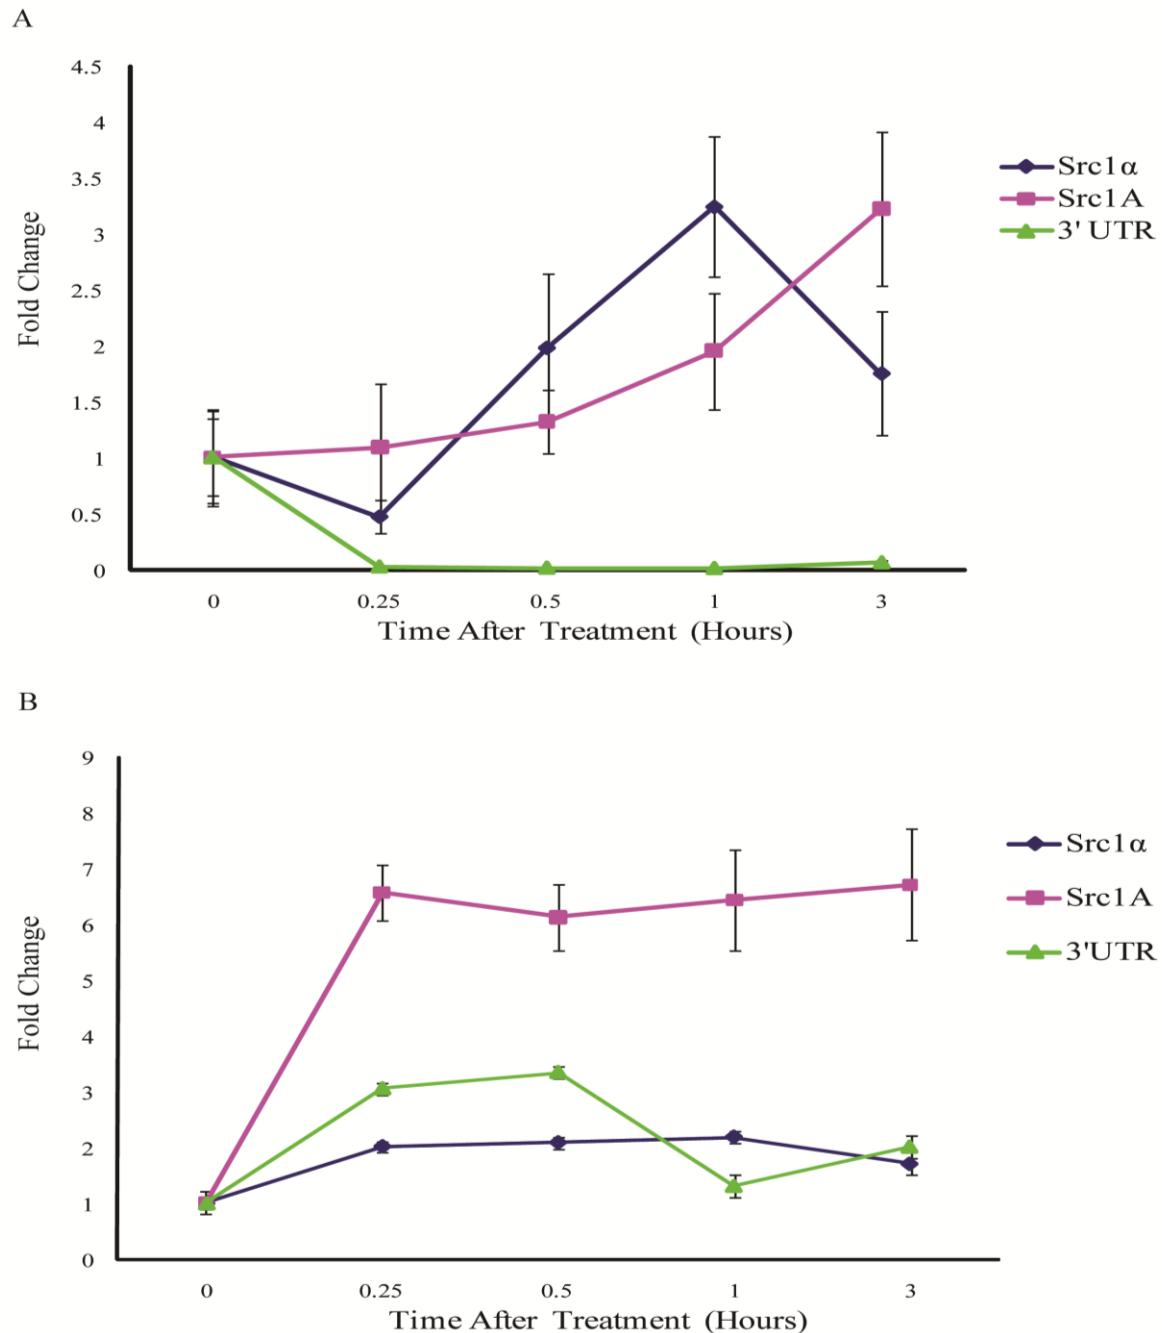 A
4.5
4
3.5
3
2.5
2
1.5
1
0.5
0
Fold Change
0 0.25 0.5 1 3
Time After Treatment (Hours)
Src1α
Src1A
3' UTR
B
9
8
7
6
5
4
3
2
1
0
Fold Change
0 0.25 0.5 1 3
Time After Treatment (Hours)
Src1α
Src1A
3'UTR